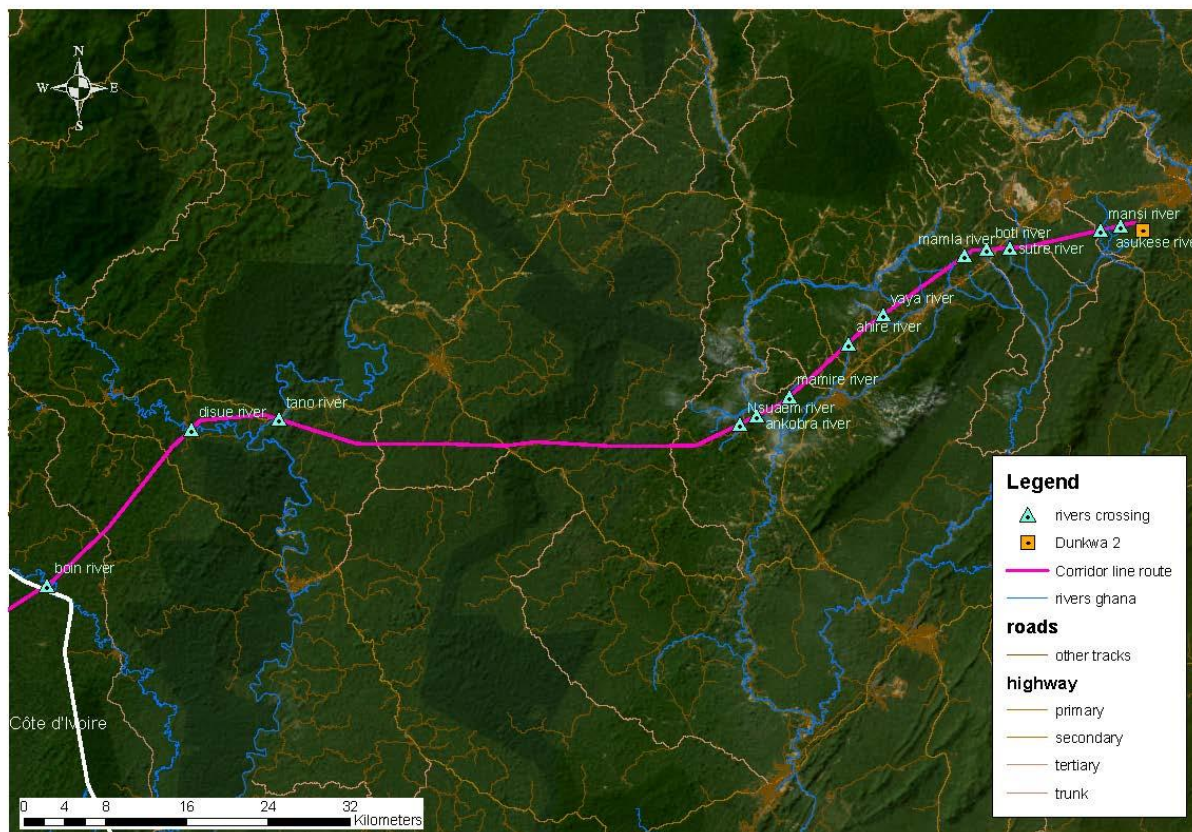 N
W E
S
mansi river
boti river
mamla river
sutre river
asukese rive
yaya river
ahire river
mamire river
tano river
disue river
Nsuaem river
ankobra river
boin river
Côte d'Ivoire
Legend
rivers crossing
Dunkwa 2
Corridor line route
rivers ghana
roads
other tracks
highway
primary
secondary
tertiary
trunk
0 4 8 16 24 32
Kilometers